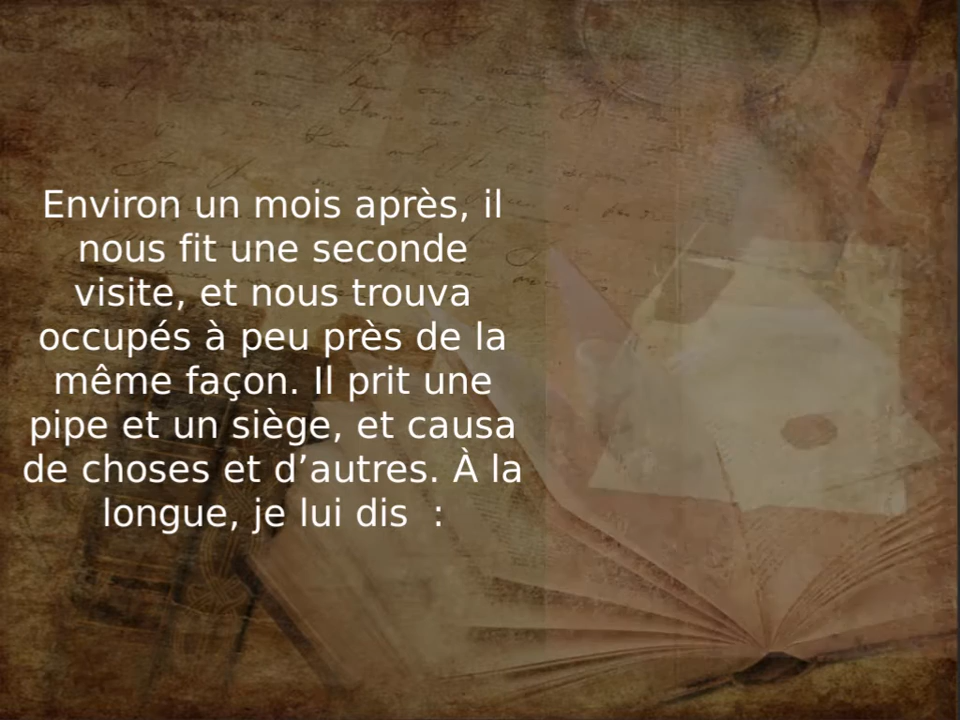 Environ un mois après, il
nous fit une seconde
visite, et nous trouva
occupés à peu près de la
même façon. Il prit une
pipe et un siège, et causa
de choses et d’autres. À la
longue, je lui dis  :